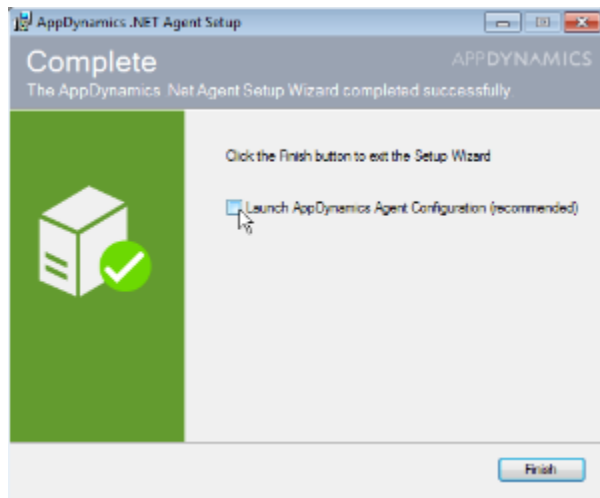 AppDynamics .NET Agent Setup
Complete
APPDYNAMICS
The AppDynamics .Net Agent Setup Wizard completed successfully.
Click the Finish button to exit the Setup Wizard
Launch AppDynamics Agent Configuration (recommended)
Finish